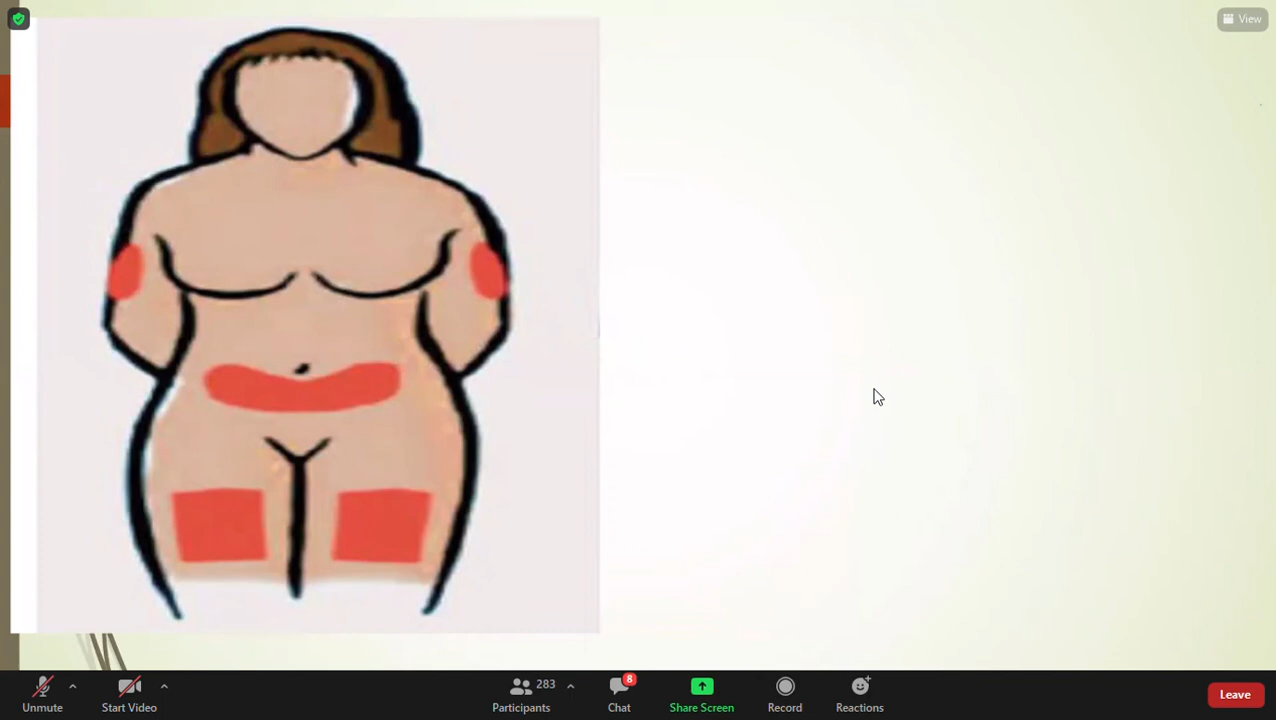 View
Unmute
Start Video
283
Participants
8
Chat
Share Screen
Record
Reactions
Leave